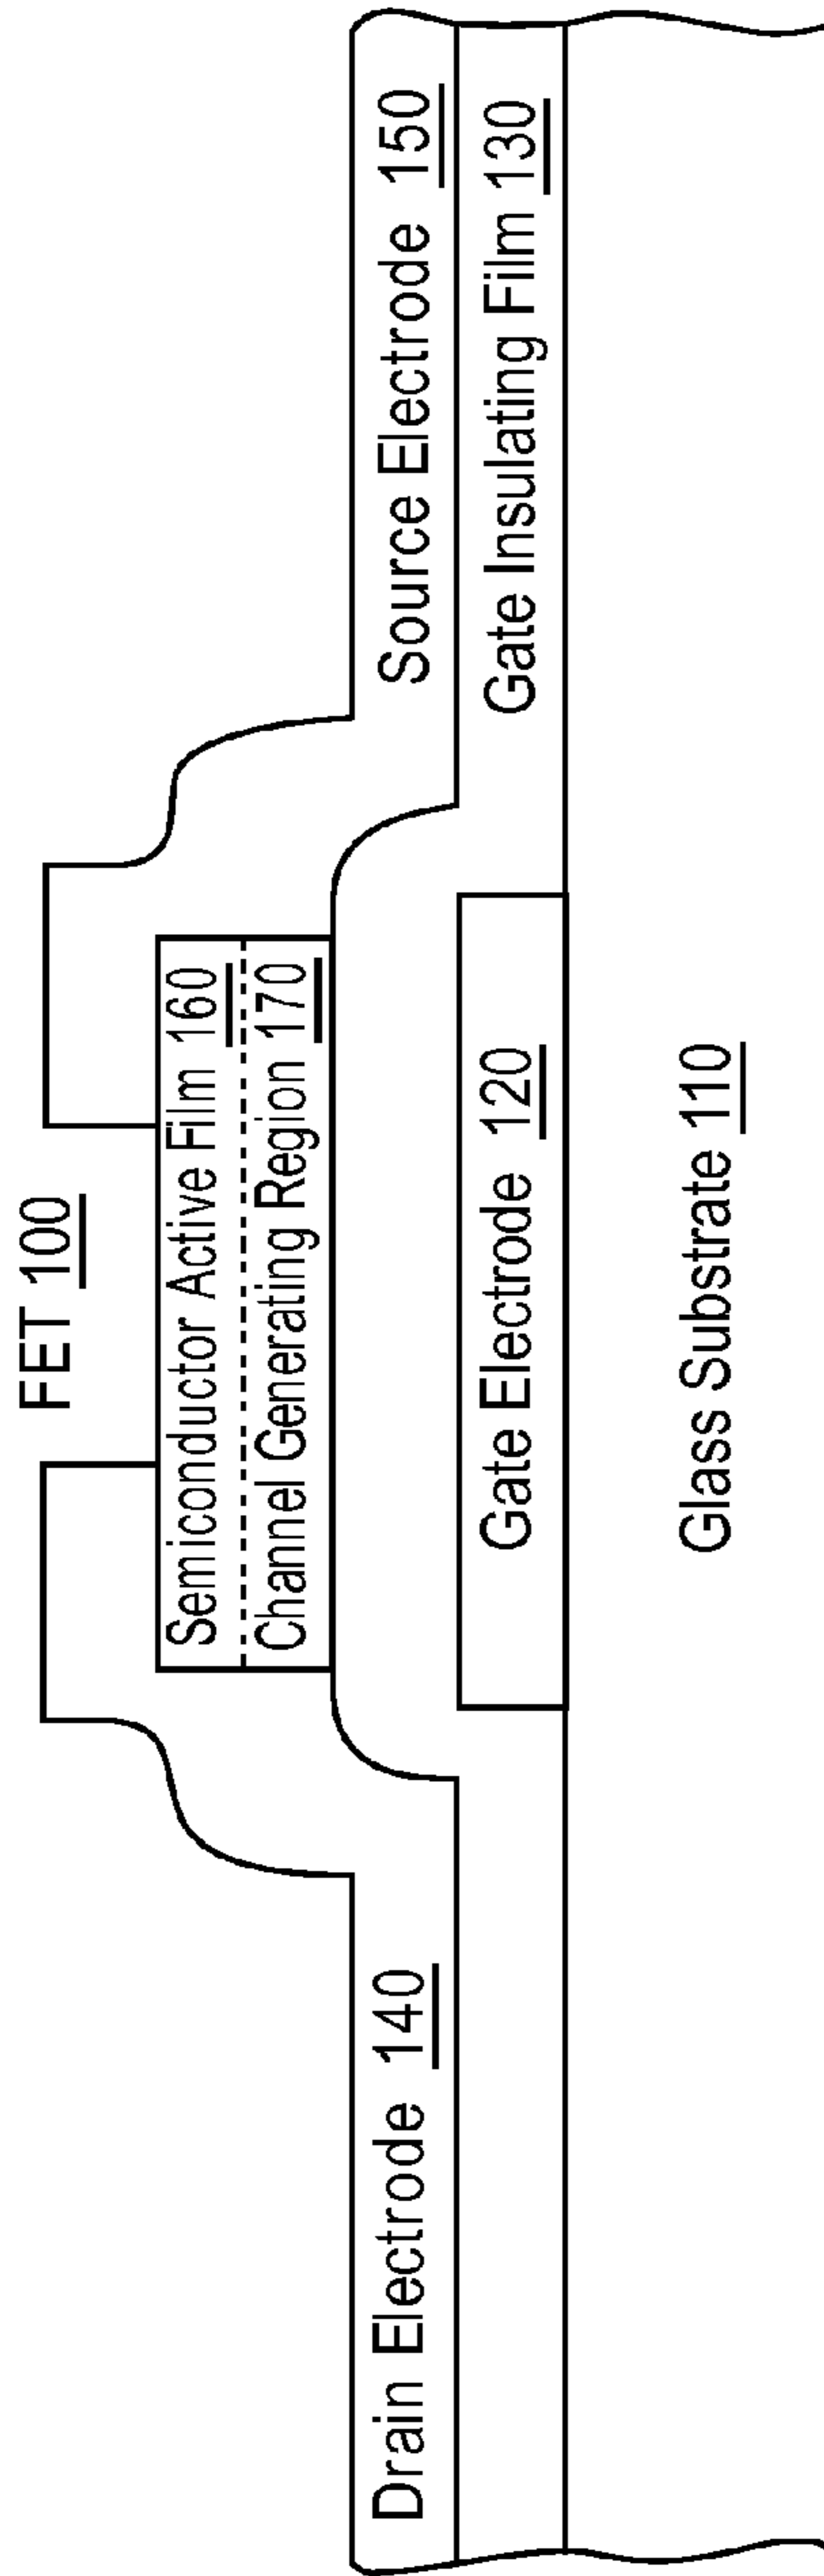 FET 100
Semiconductor Active Film 160
Channel Generating Region 170
Drain Electrode 140
Source Electrode 150
Gate Electrode 120
Gate Insulating Film 130
Glass Substrate 110